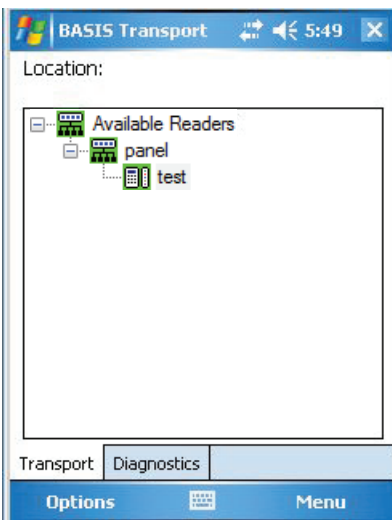 BASIS Transport 5:49
Location:
Available Readers
panel
test
Transport Diagnostics
Options Menu